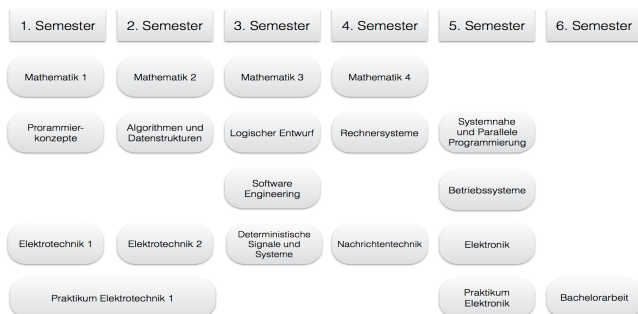 1. Semester 2. Semester 3. Semester 4. Semester 5. Semester 6. Semester
Mathematik 1 Mathematik 2 Mathematik 3 Mathematik 4
Prorammier-
konzepte
Algorithmen und
Datenstrukturen
Logischer Entwurf
Rechnersysteme
Systemnahe
und Parallele
Programmierung
Software
Engineering
Betriebssysteme
Elektrotechnik 1
Elektrotechnik 2
Deterministische
Signale und
Systeme
Nachrichtentechnik
Elektronik
Praktikum Elektrotechnik 1
Praktikum
Elektronik
Bachelorarbeit